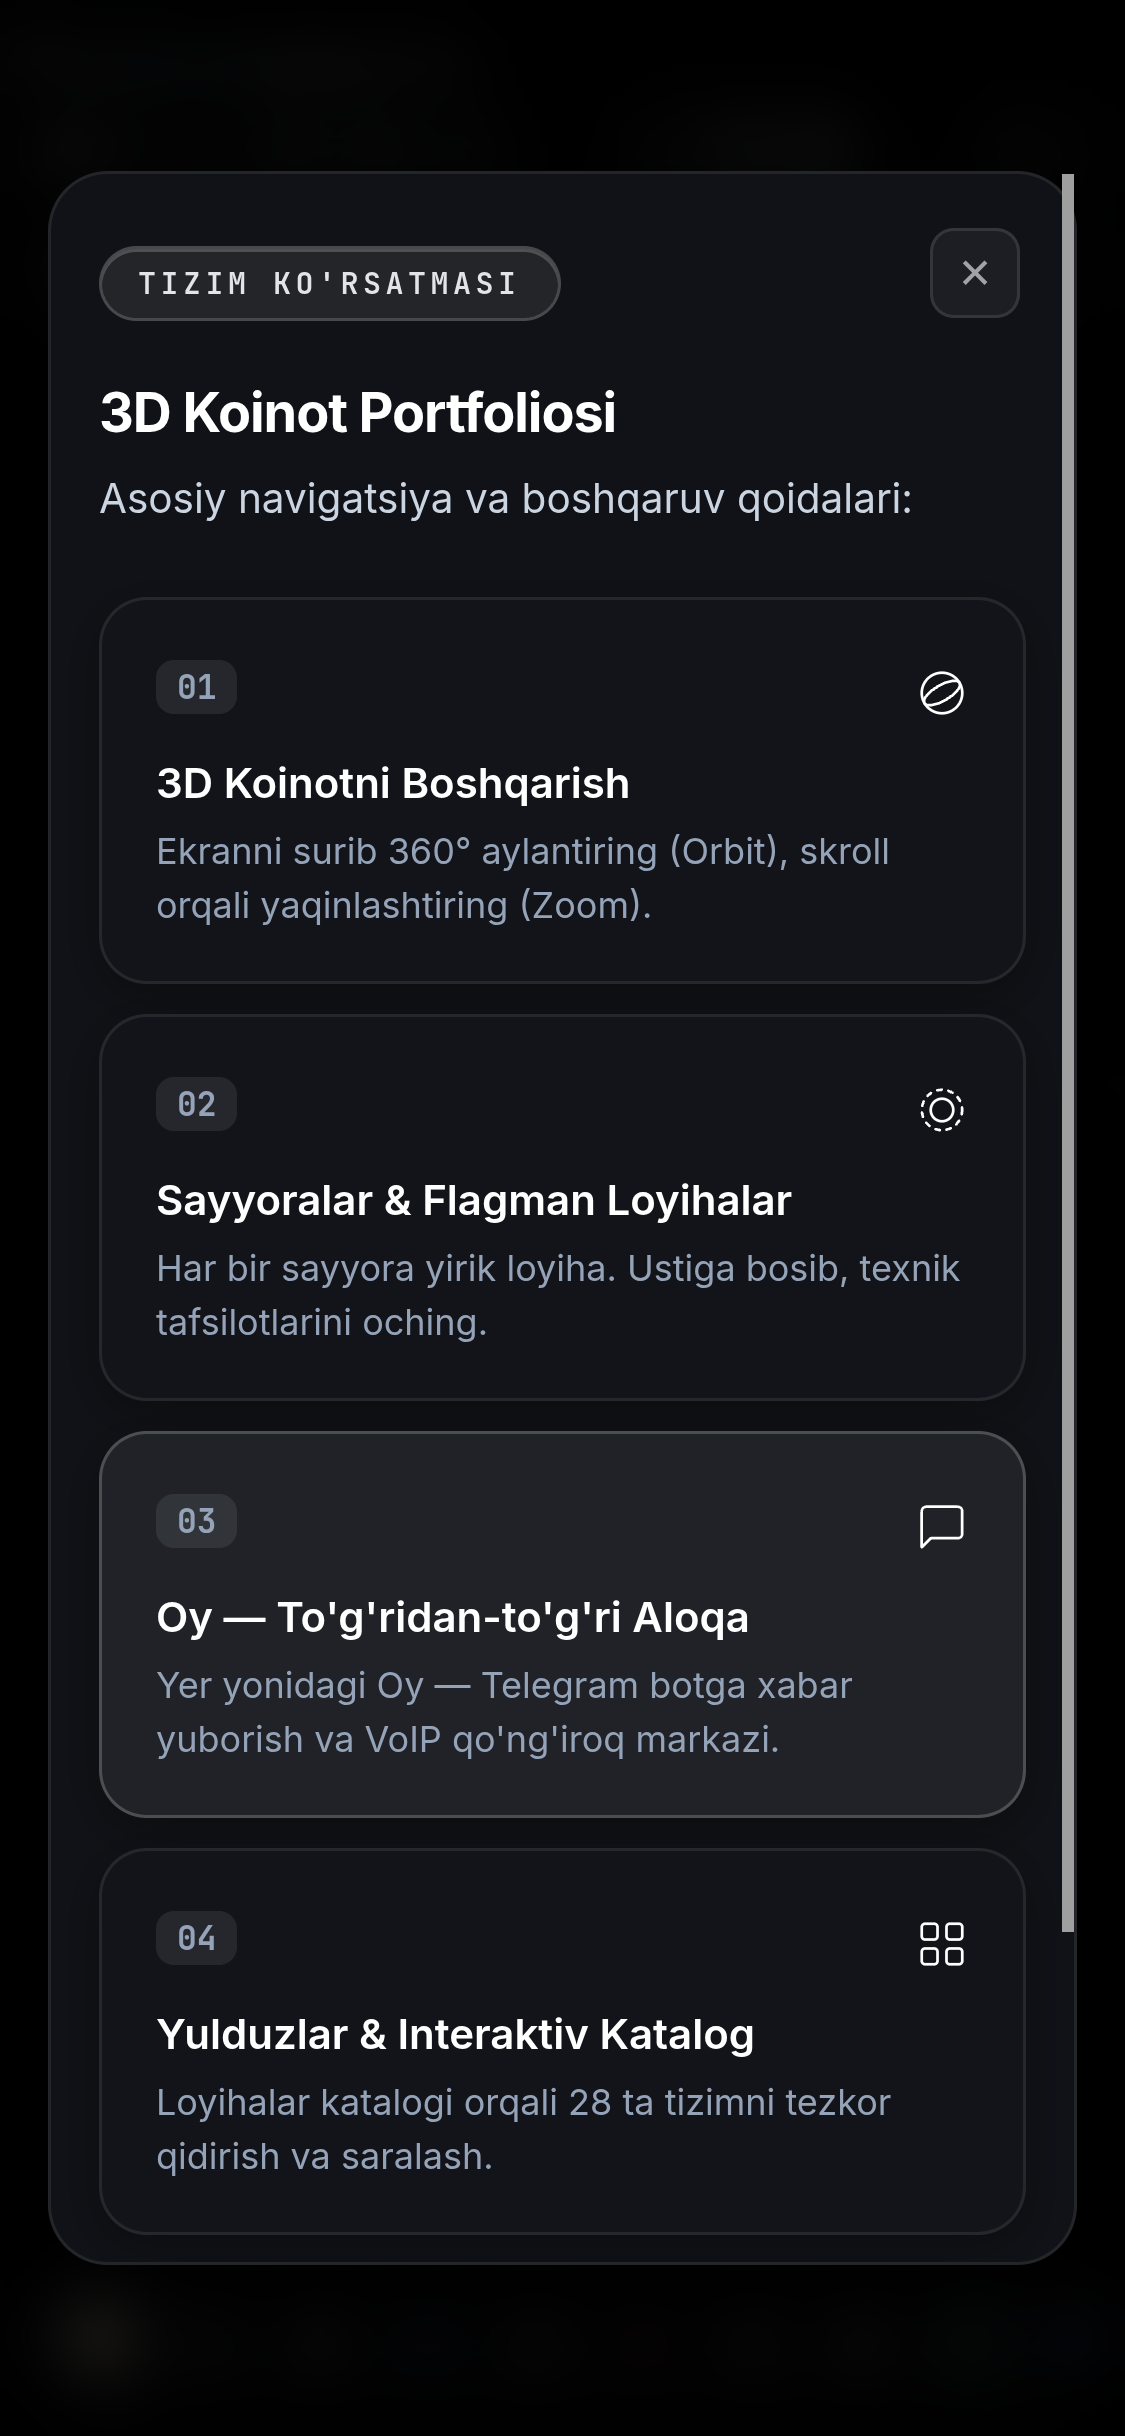 TIZIM KO'RSATMASI
3D Koinot Portfoliosi
Asosiy navigatsiya va boshqaruv qoidalari:
01
3D Koinotni Boshqarish
Ekranni surib 360° aylantiring (Orbit), skroll
orqali yaqinlashtiring (Zoom).
02
Sayyoralar & Flagman Loyihalar
Har bir sayyora yirik loyiha. Ustiga bosib, texnik
tafsilotlarini oching.
03
Oy — To'g'ridan-to'g'ri Aloqa
Yer yonidagi Oy — Telegram botga xabar
yuborish va VoIP qo'ng'iroq markazi.
04
Yulduzlar & Interaktiv Katalog
Loyihalar katalogi orqali 28 ta tizimni tezkor
qidirish va saralash.